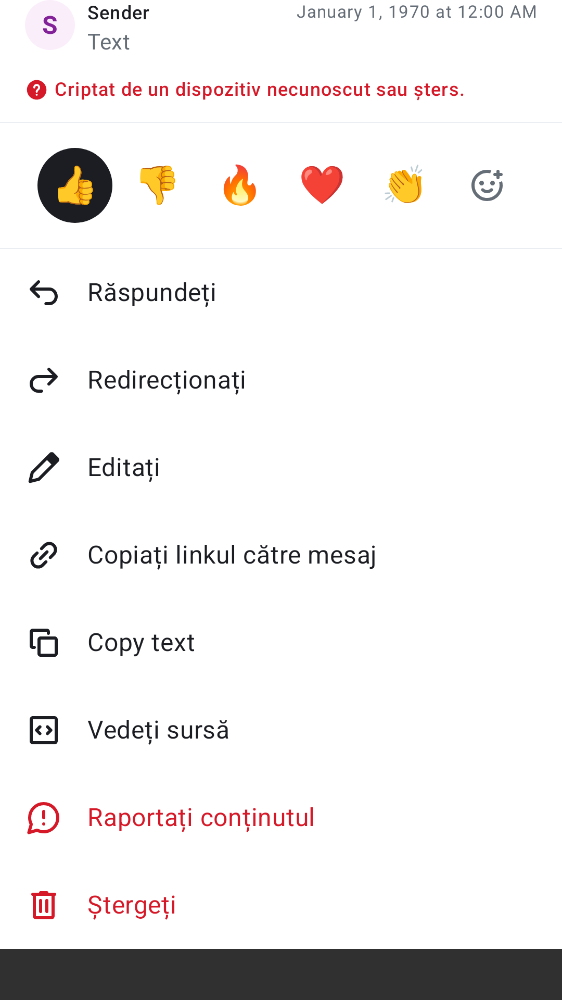 S
Sender
January 1, 1970 at 12:00 AM
Text
Criptat de un dispozitiv necunoscut sau șters.
Răspundeți
Redirecționați
Editați
Copiați linkul către mesaj
Copy text
Vedeți sursă
Raportați conținutul
Ștergeți